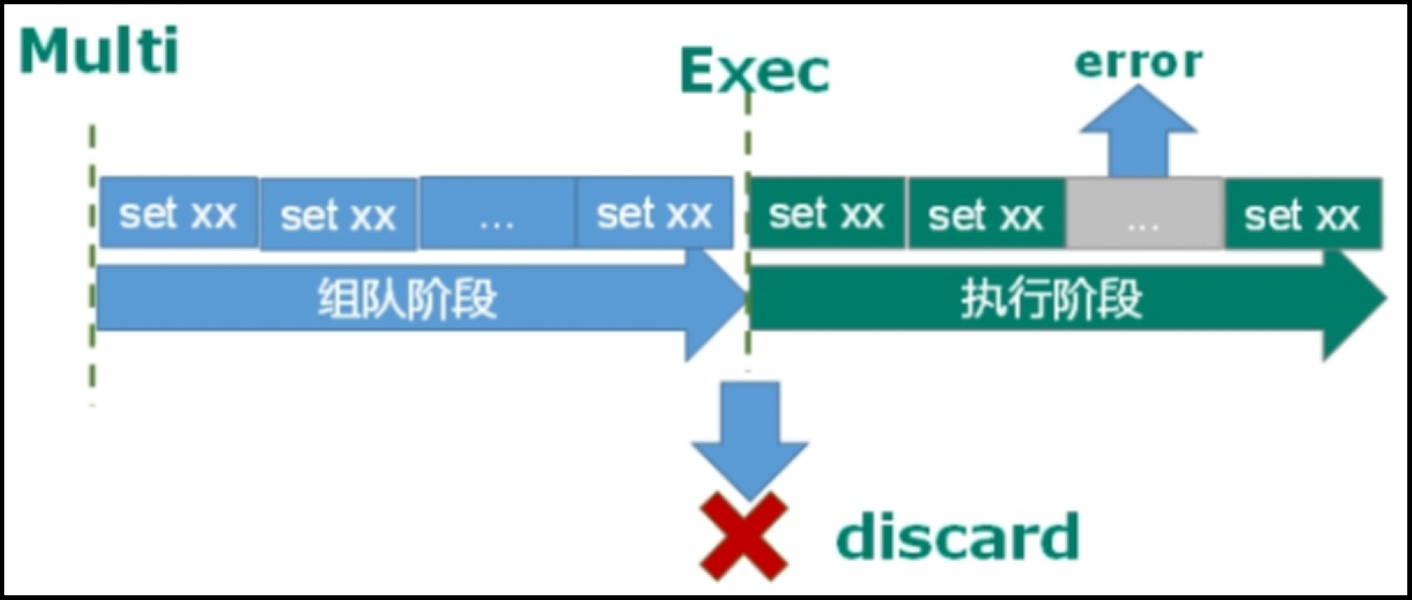 Multi
Exec
error
set xx set xx ... set xx set xx set xx ... set xx
组队阶段 执行阶段
discard